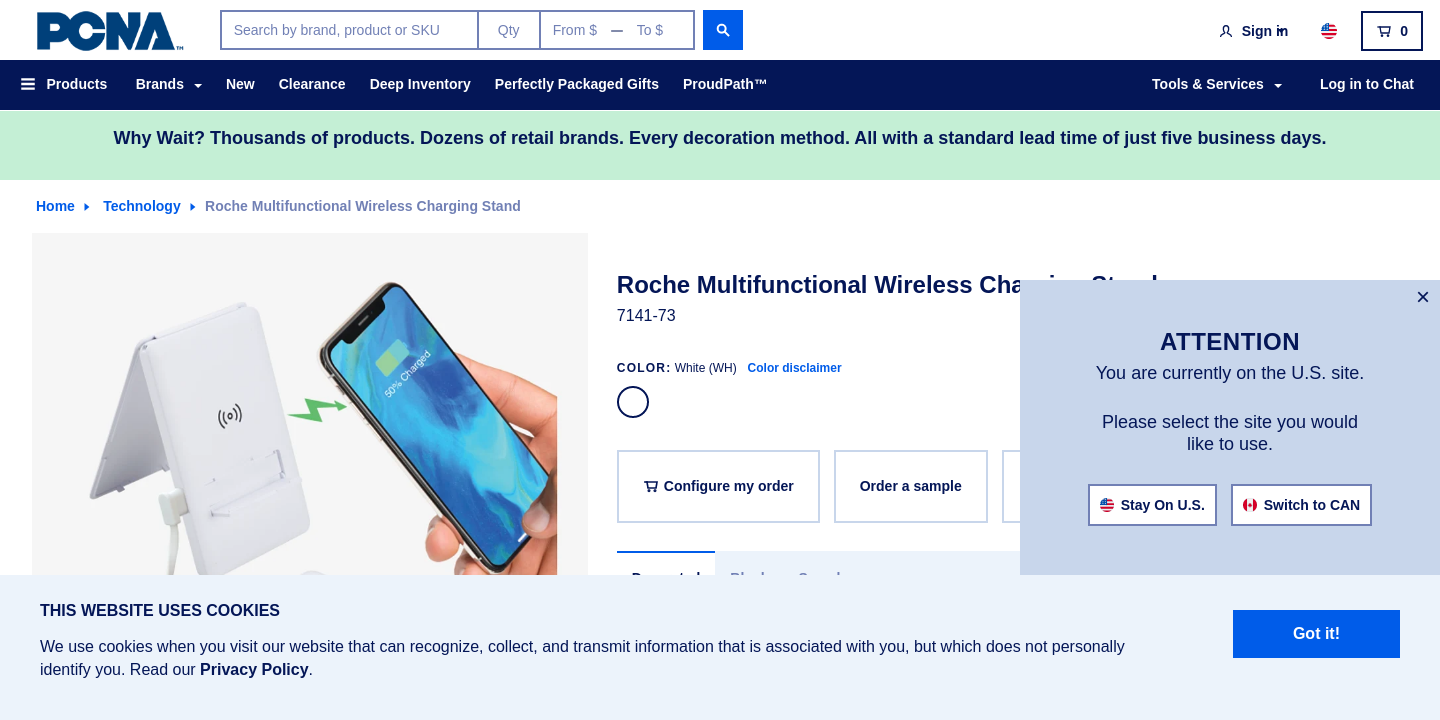 PCNA™
Search by brand, product or SKU
Qty
From $ — To $
Sign in
0
Products
Brands
New
Clearance
Deep Inventory
Perfectly Packaged Gifts
ProudPath™
Tools & Services
Log in to Chat
Why Wait? Thousands of products. Dozens of retail brands. Every decoration method. All with a standard lead time of just five business days.
Home
Technology
Roche Multifunctional Wireless Charging Stand
50% Charged
Roche Multifunctional Wireless Charging Stand
7141-73
COLOR: White (WH) Color disclaimer
Configure my order
Order a sample
×
ATTENTION
You are currently on the U.S. site.
Please select the site you would
like to use.
Stay On U.S.
Switch to CAN
THIS WEBSITE USES COOKIES
We use cookies when you visit our website that can recognize, collect, and transmit information that is associated with you, but which does not personally
identify you. Read our Privacy Policy.
Got it!